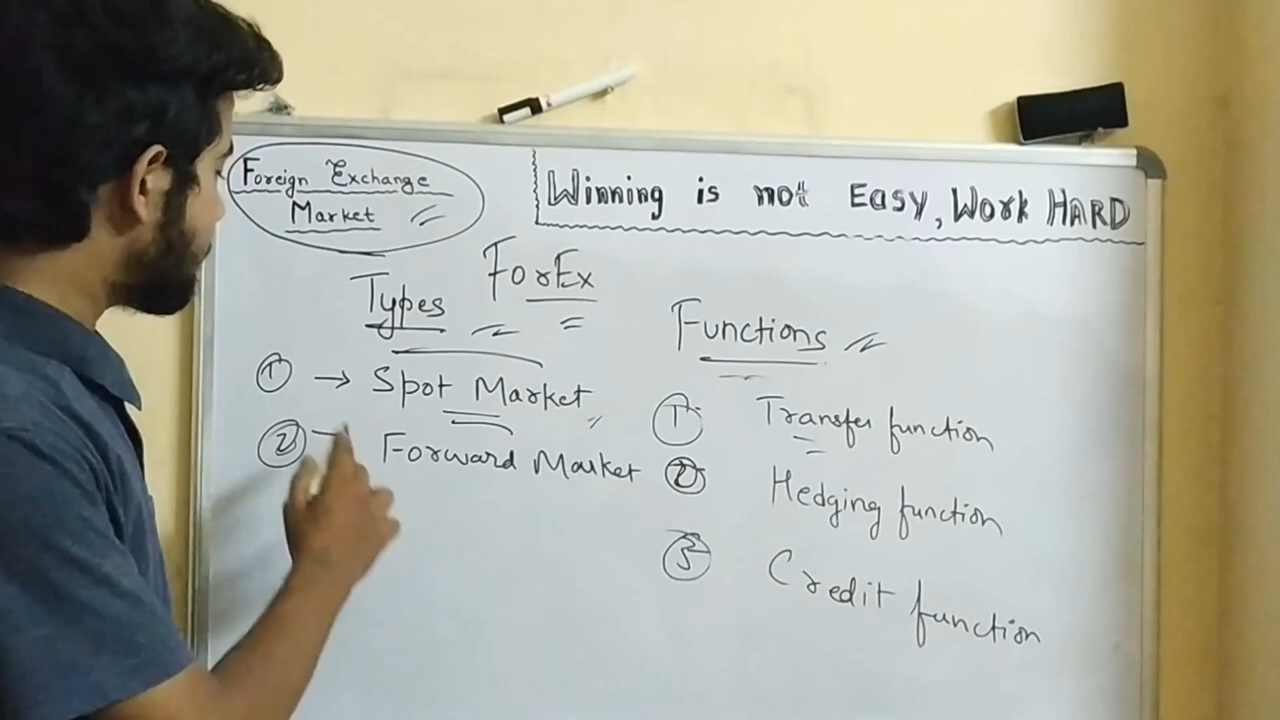 Foreign Exchange
Market
Winning is not Easy, Work HARD
ForEx
Types
① → Spot Market
② → Forward Market
Functions
① Transfer function
② Hedging function
③ Credit function